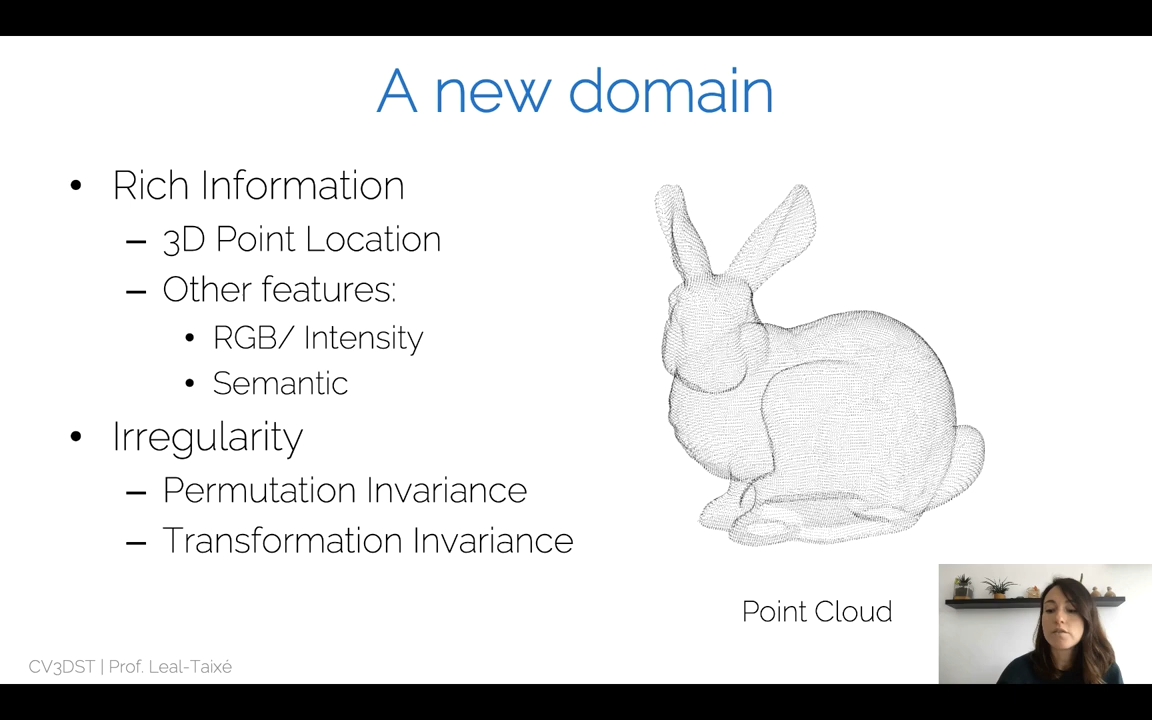 A new domain
• Rich Information
– 3D Point Location
– Other features:
• RGB/ Intensity
• Semantic
• Irregularity
– Permutation Invariance
– Transformation Invariance
Point Cloud
CV3DST | Prof. Leal-Taixé